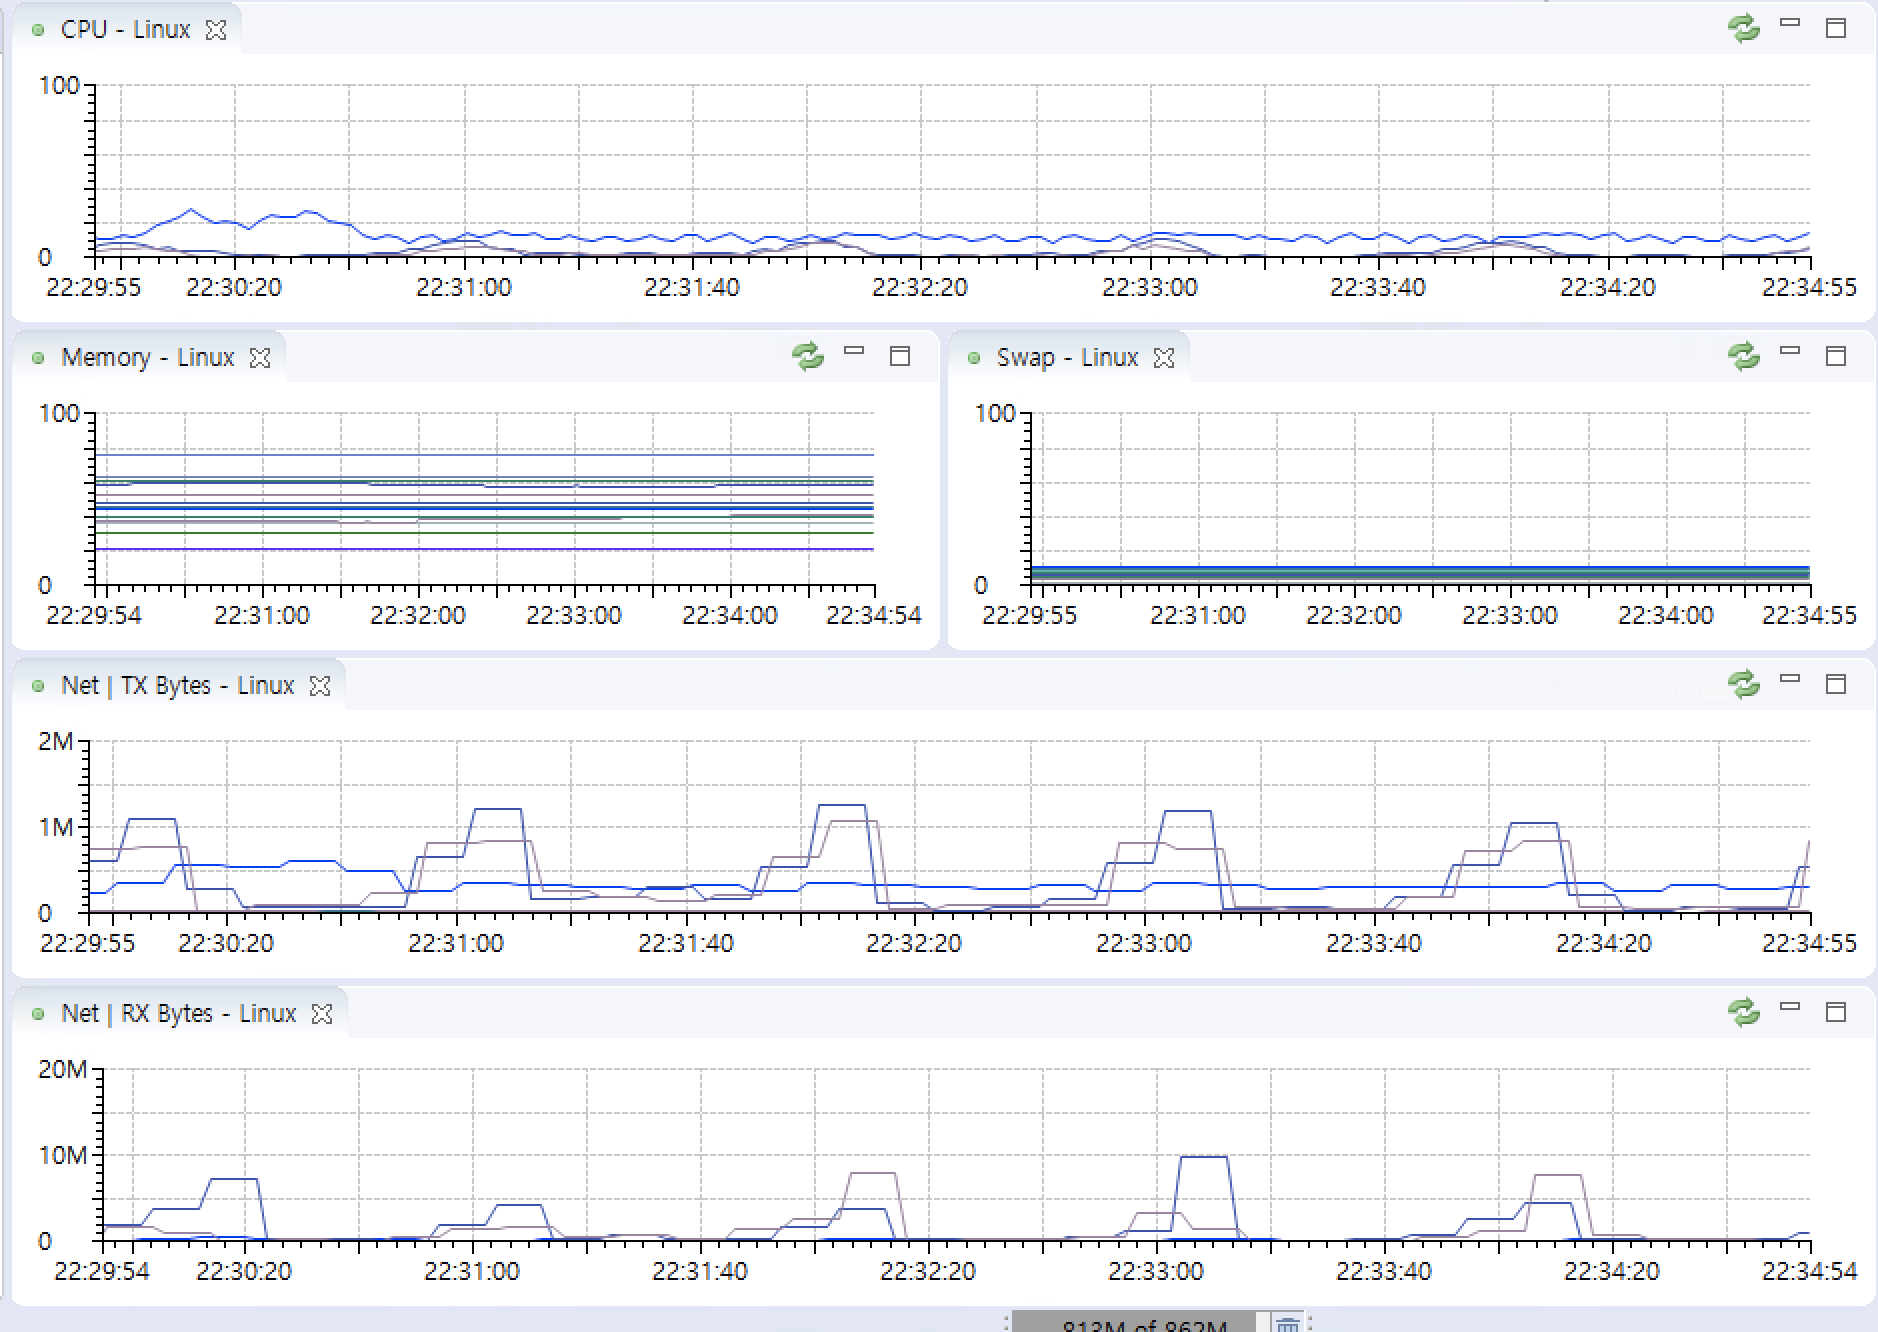 CPU - Linux
100
0
22:29:55 22:30:20 22:31:00 22:31:40 22:32:20 22:33:00 22:33:40 22:34:20 22:34:55
Memory - Linux
100
0
22:29:54 22:31:00 22:32:00 22:33:00 22:34:00 22:34:54
Swap - Linux
100
0
22:29:55 22:31:00 22:32:00 22:33:00 22:34:00 22:34:55
Net | TX Bytes - Linux
2M
1M
0
22:29:55 22:30:20 22:31:00 22:31:40 22:32:20 22:33:00 22:33:40 22:34:20 22:34:55
Net | RX Bytes - Linux
20M
10M
0
22:29:54 22:30:20 22:31:00 22:31:40 22:32:20 22:33:00 22:33:40 22:34:20 22:34:54
813M of 862M